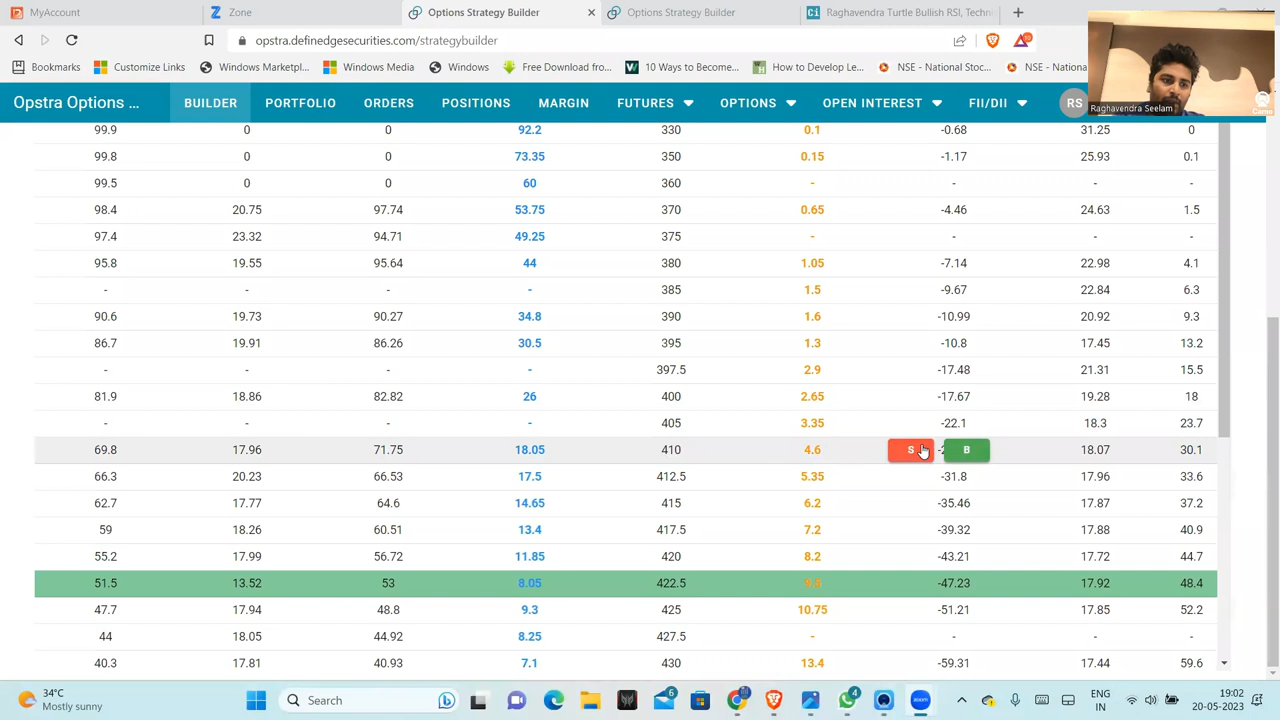 MyAccount
Zone
Options Strategy Builder
Options Strategy Builder
Raghavendra Turtle Bullish RSI, Techni
opstra.definedgesecurities.com/strategybuilder
Bookmarks Customize Links Windows Marketpl... Windows Media Windows Free Download from... 10 Ways to Become... How to Develop Le... NSE - National Stoc... NSE - Nation
Opstra Options ... BUILDER PORTFOLIO ORDERS POSITIONS MARGIN FUTURES OPTIONS OPEN INTEREST FII/DII RS
Raghavendra Seelam
99.9 0 0 92.2 330 0.1 -0.68 31.25 0
99.8 0 0 73.35 350 0.15 -1.17 25.93 0.1
99.5 0 0 60 360 - - - -
98.4 20.75 97.74 53.75 370 0.65 -4.46 24.63 1.5
97.4 23.32 94.71 49.25 375 - - - -
95.8 19.55 95.64 44 380 1.05 -7.14 22.98 4.1
- - - - 385 1.5 -9.67 22.84 6.3
90.6 19.73 90.27 34.8 390 1.6 -10.99 20.92 9.3
86.7 19.91 86.26 30.5 395 1.3 -10.8 17.45 13.2
- - - - 397.5 2.9 -17.48 21.31 15.5
81.9 18.86 82.82 26 400 2.65 -17.67 19.28 18
- - - - 405 3.35 -22.1 18.3 23.7
69.8 17.96 71.75 18.05 410 4.6 S B 18.07 30.1
66.3 20.23 66.53 17.5 412.5 5.35 -31.8 17.96 33.6
62.7 17.77 64.6 14.65 415 6.2 -35.46 17.87 37.2
59 18.26 60.51 13.4 417.5 7.2 -39.32 17.88 40.9
55.2 17.99 56.72 11.85 420 8.2 -43.21 17.72 44.7
51.5 13.52 53 8.05 422.5 9.6 -47.23 17.92 48.4
47.7 17.94 48.8 9.3 425 10.75 -51.21 17.85 52.2
44 18.05 44.92 8.25 427.5 - - - -
40.3 17.81 40.93 7.1 430 13.4 -59.31 17.44 59.6
34°C
Mostly sunny
Search
6
4
ENG
IN
19:02
20-05-2023